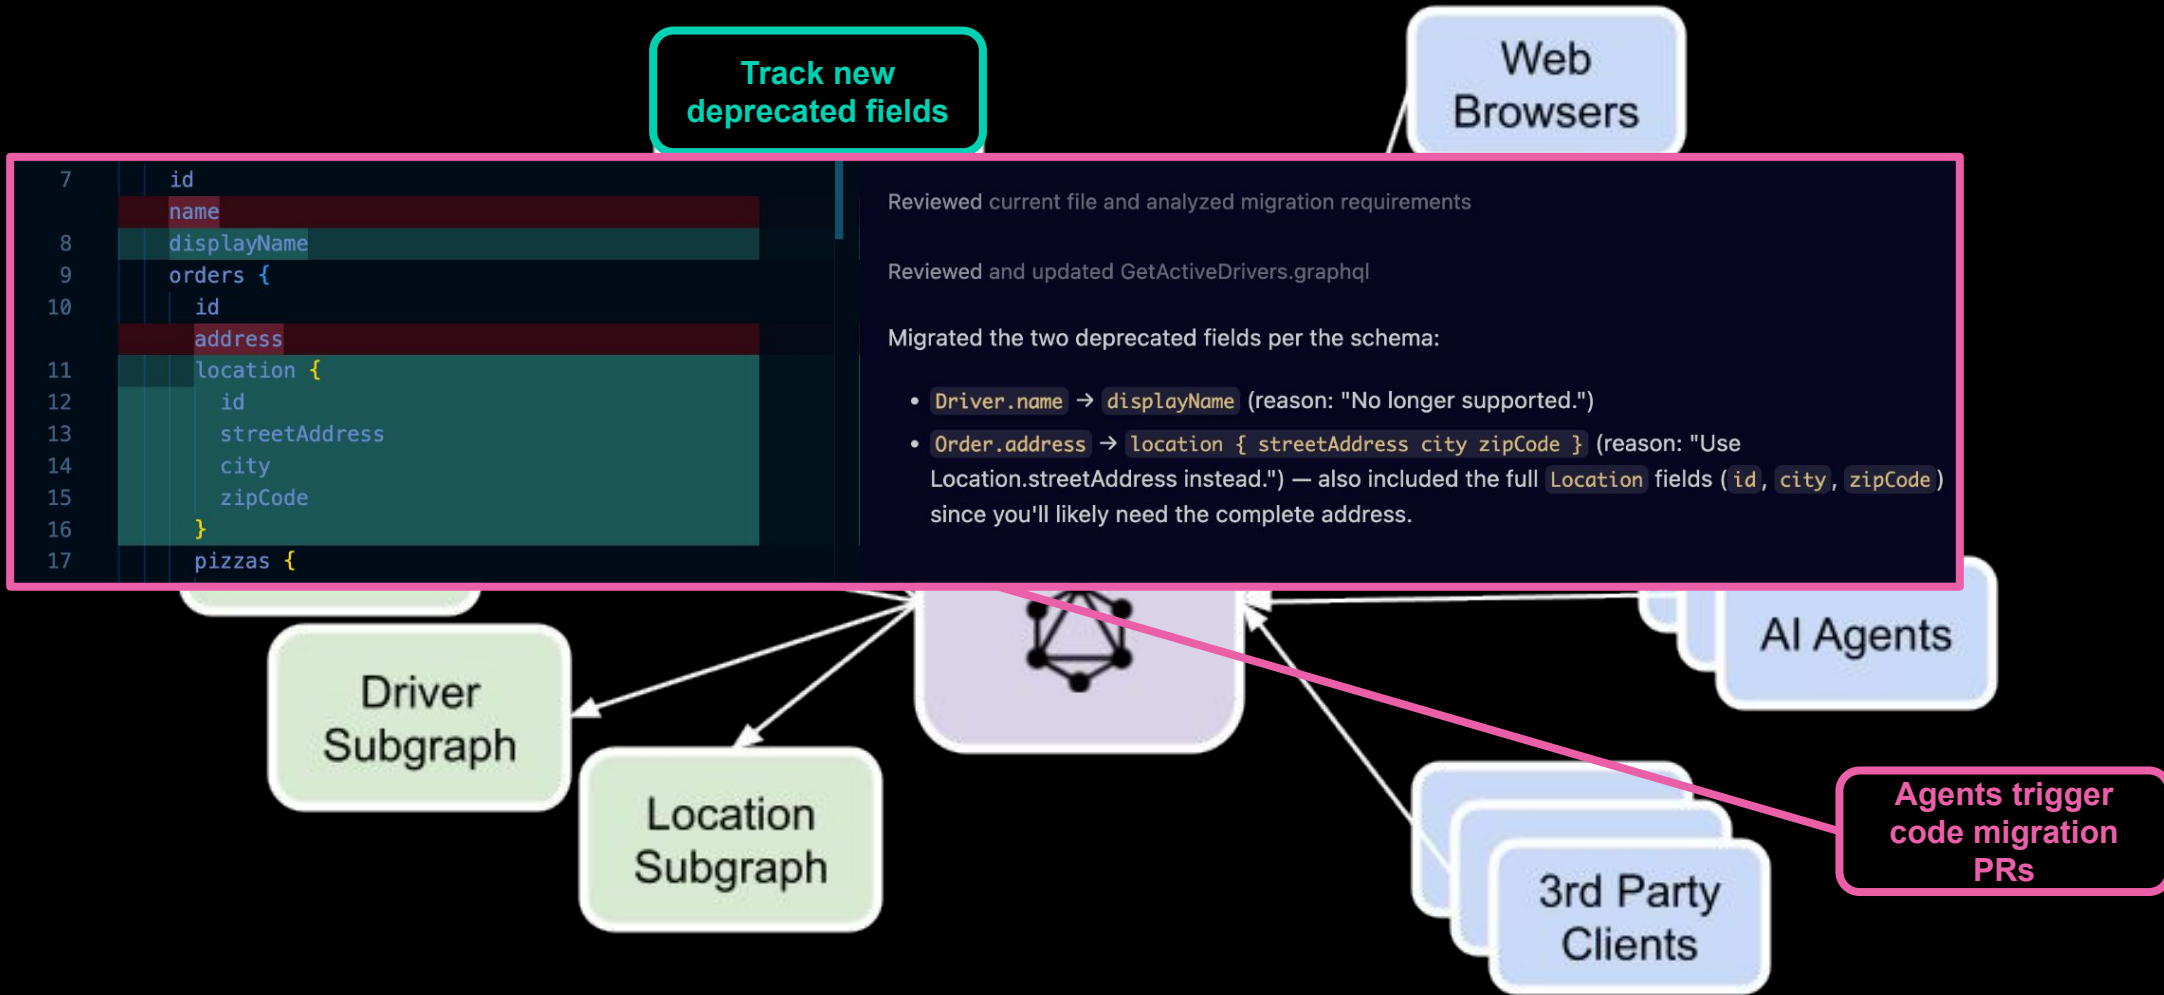 Track new
deprecated fields
Web
Browsers
7 id
name
8 displayName
9 orders {
10 id
address
11 location {
12 id
13 streetAddress
14 city
15 zipCode
16 }
17 pizzas {
Reviewed current file and analyzed migration requirements
Reviewed and updated GetActiveDrivers.graphql
Migrated the two deprecated fields per the schema:
• Driver.name → displayName (reason: "No longer supported.")
• Order.address → location { streetAddress city zipCode } (reason: "Use
Location.streetAddress instead.") — also included the full Location fields (id, city, zipCode)
since you'll likely need the complete address.
AI Agents
Driver
Subgraph
Location
Subgraph
Agents trigger
code migration
PRs
3rd Party
Clients